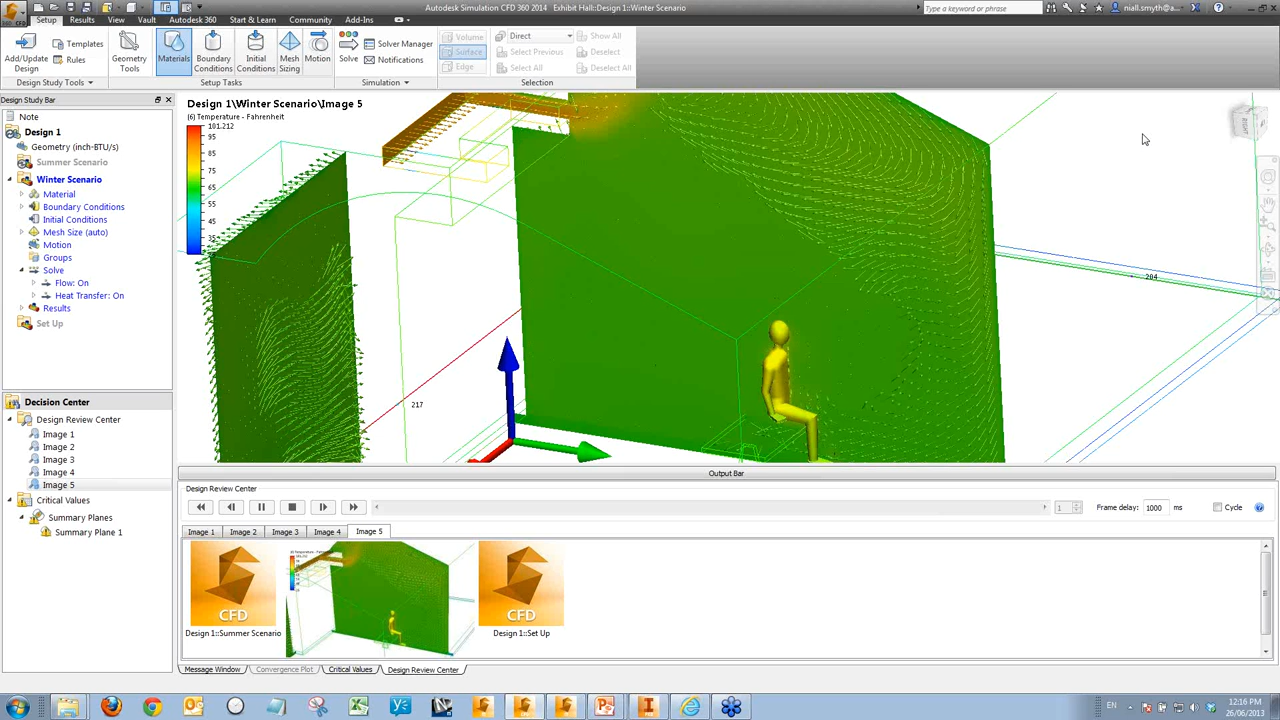 Autodesk Simulation CFD 360 2014   Exhibit Hall::Design 1::Winter Scenario
Type a keyword or phrase
niall.smyth@a...
Setup
Results
View
Vault
Autodesk 360
Start & Learn
Community
Add-Ins
Add/Update
Design
Templates
Rules
Geometry
Tools
Materials
Boundary
Conditions
Initial
Conditions
Mesh
Sizing
Motion
Solve
Solver Manager
Notifications
Volume
Surface
Edge
Direct
Select Previous
Select All
Show All
Deselect
Deselect All
Design Study Tools
Setup Tasks
Simulation
Selection
Design Study Bar
Note
Design 1
Geometry (inch-BTU/s)
Summer Scenario
Winter Scenario
Material
Boundary Conditions
Initial Conditions
Mesh Size (auto)
Motion
Groups
Solve
Flow: On
Heat Transfer: On
Results
Set Up
Decision Center
Design Review Center
Image 1
Image 2
Image 3
Image 4
Image 5
Critical Values
Summary Planes
Summary Plane 1
Design 1\Winter Scenario\Image 5
(6) Temperature - Fahrenheit
101.212
95
85
75
65
55
45
35
204
217
Output Bar
Design Review Center
1
Frame delay: 1000 ms
Cycle
Image 1
Image 2
Image 3
Image 4
Image 5
CFD
CFD
Design 1::Summer Scenario
Design 1::Set Up
Message Window
Convergence Plot
Critical Values
Design Review Center
EN
12:16 PM
26/06/2013